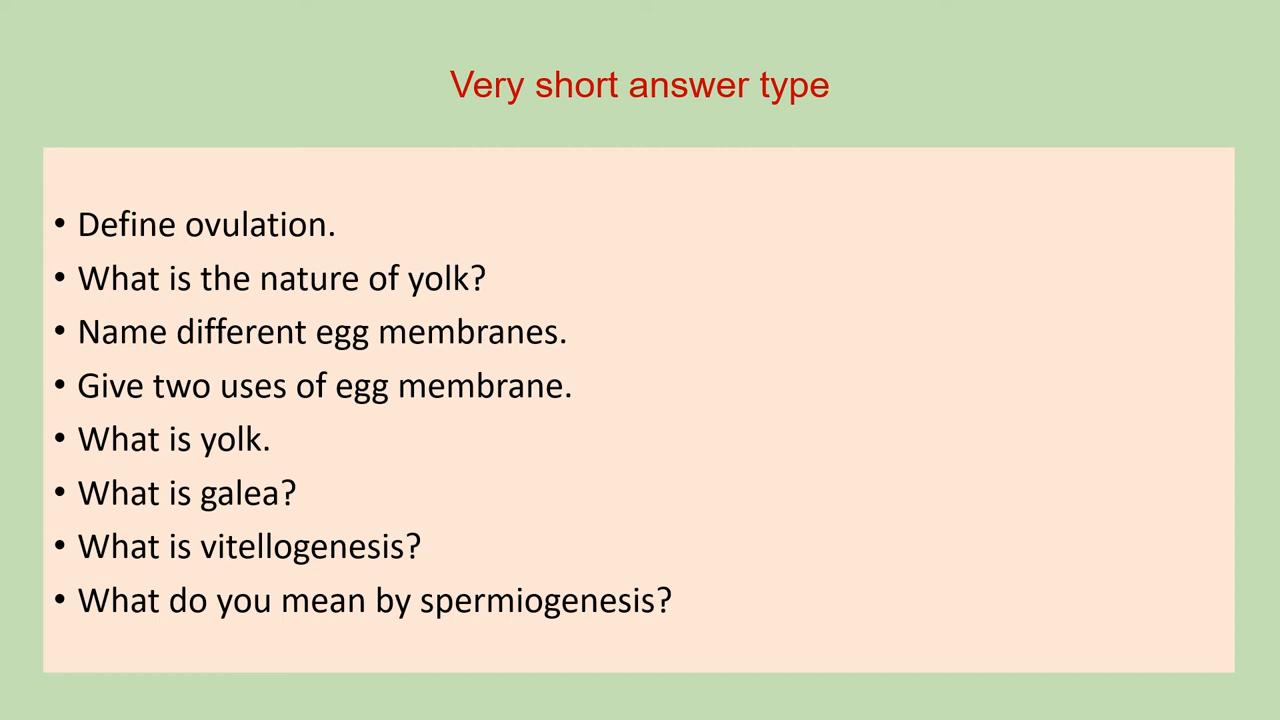 Very short answer type
• Define ovulation.
• What is the nature of yolk?
• Name different egg membranes.
• Give two uses of egg membrane.
• What is yolk.
• What is galea?
• What is vitellogenesis?
• What do you mean by spermiogenesis?